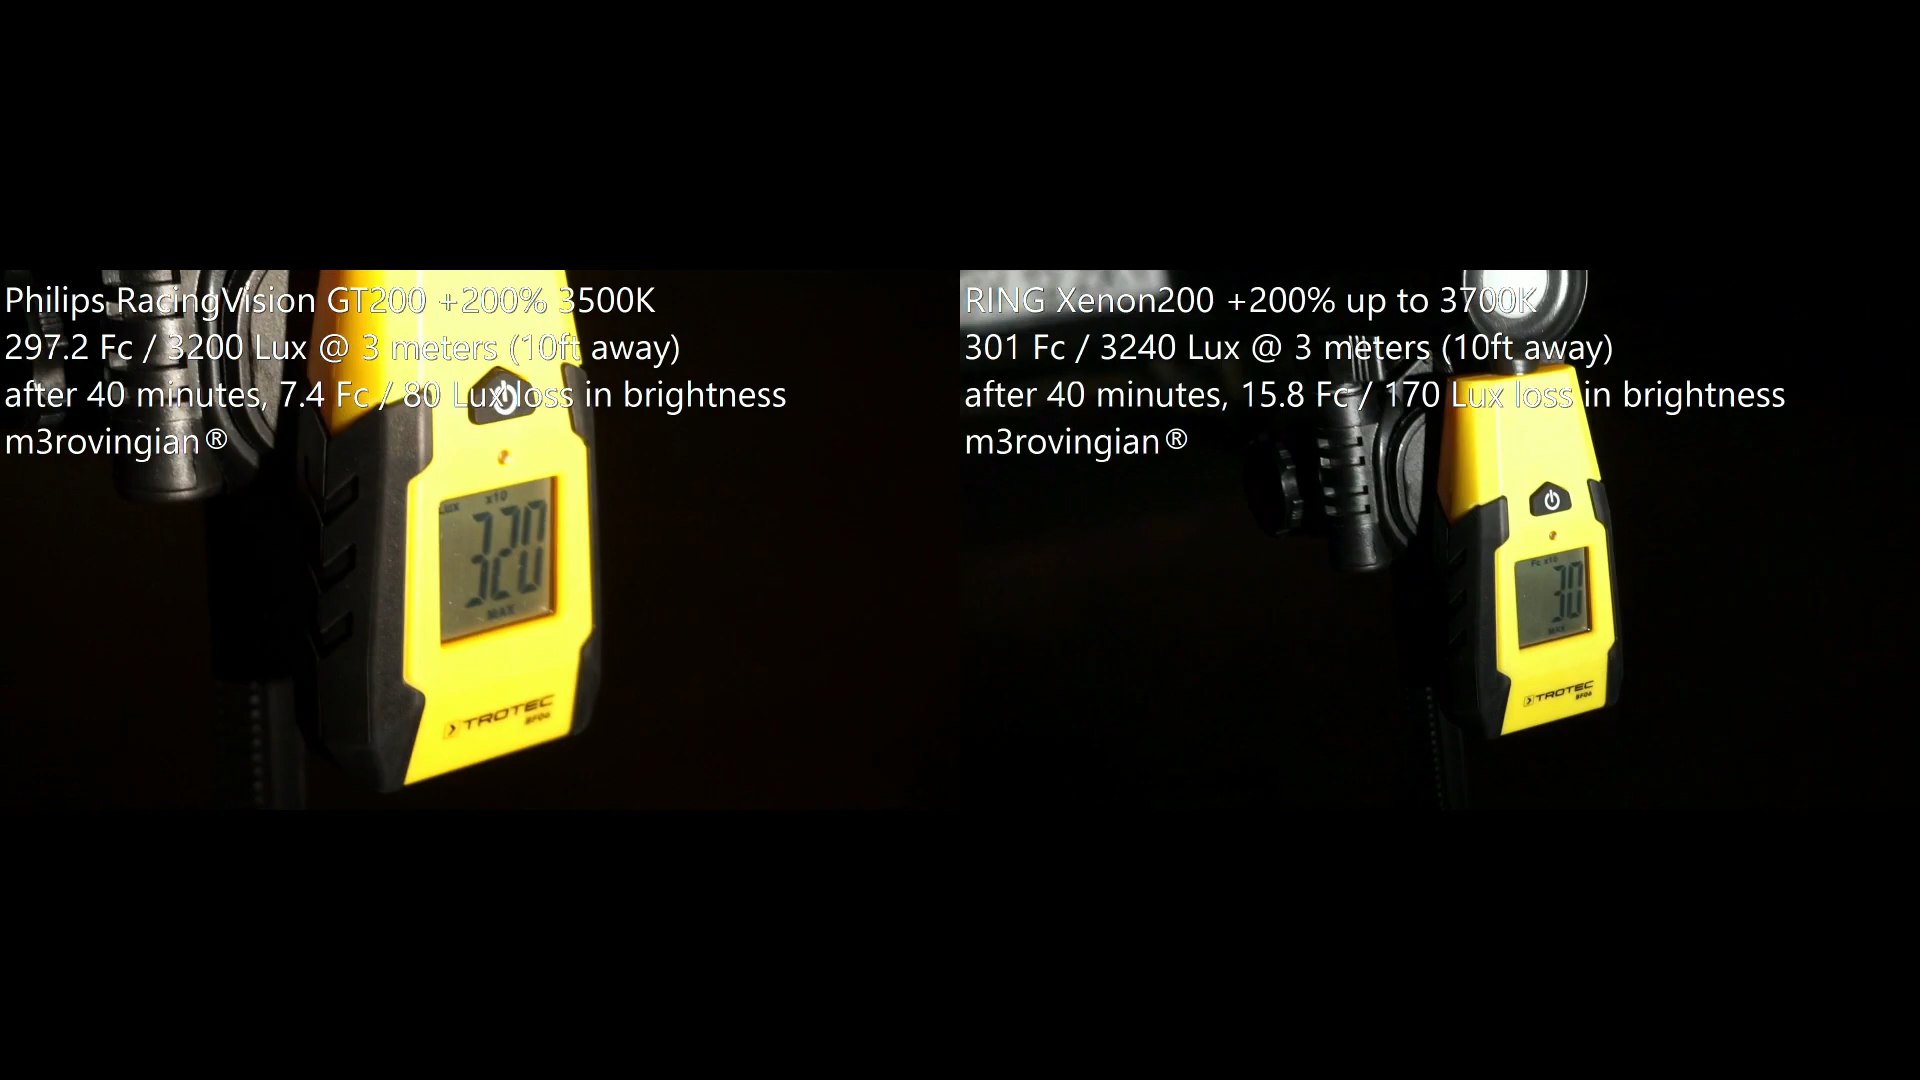 Philips RacingVision GT200 +200% 3500K
297.2 Fc / 3200 Lux @ 3 meters (10ft away)
after 40 minutes, 7.4 Fc / 80 Lux loss in brightness
m3rovingian®
LUX x10
320
MAX
TROTEC
BF06
RING Xenon200 +200% up to 3700K
301 Fc / 3240 Lux @ 3 meters (10ft away)
after 40 minutes, 15.8 Fc / 170 Lux loss in brightness
m3rovingian®
Fc x10
30
MAX
TROTEC
BF06